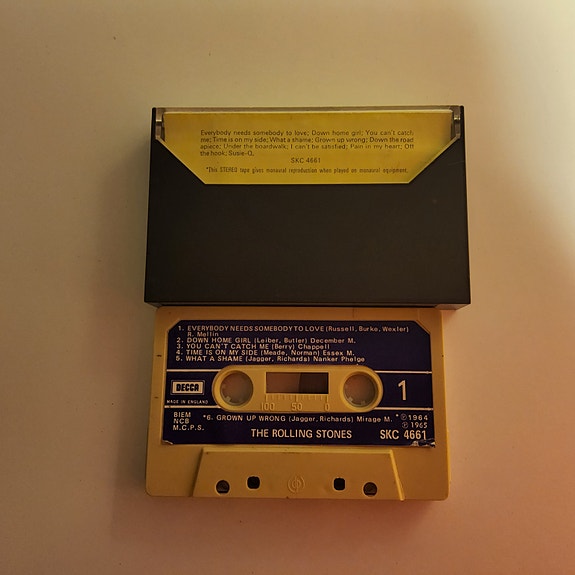 Everybody needs somebody to love; Down home girl; You can't catch
me; Time is on my side; What a shame; Grown up wrong; Down the road
apiece; Under the boardwalk; I can't be satisfied; Pain in my heart; Off
the hook; Susie-Q.
SKC 4661
*This STEREO tape gives monaural reproduction when played on monaural equipment.
1. EVERYBODY NEEDS SOMEBODY TO LOVE (Russell, Burke, Wexler)
R. Mellin
2. DOWN HOME GIRL (Leiber, Butler) December M.
3. YOU CAN'T CATCH ME (Berry) Chappell
4. TIME IS ON MY SIDE (Meade, Norman) Essex M.
5. WHAT A SHAME (Jagger, Richards) Nanker Phelge
DECCA
MADE IN ENGLAND
1
100 50 0
BIEM
NCB
M.C.P.S.
*6. GROWN UP WRONG (Jagger, Richards) Mirage M. * ℗ 1964
℗ 1965
THE ROLLING STONES
SKC 4661